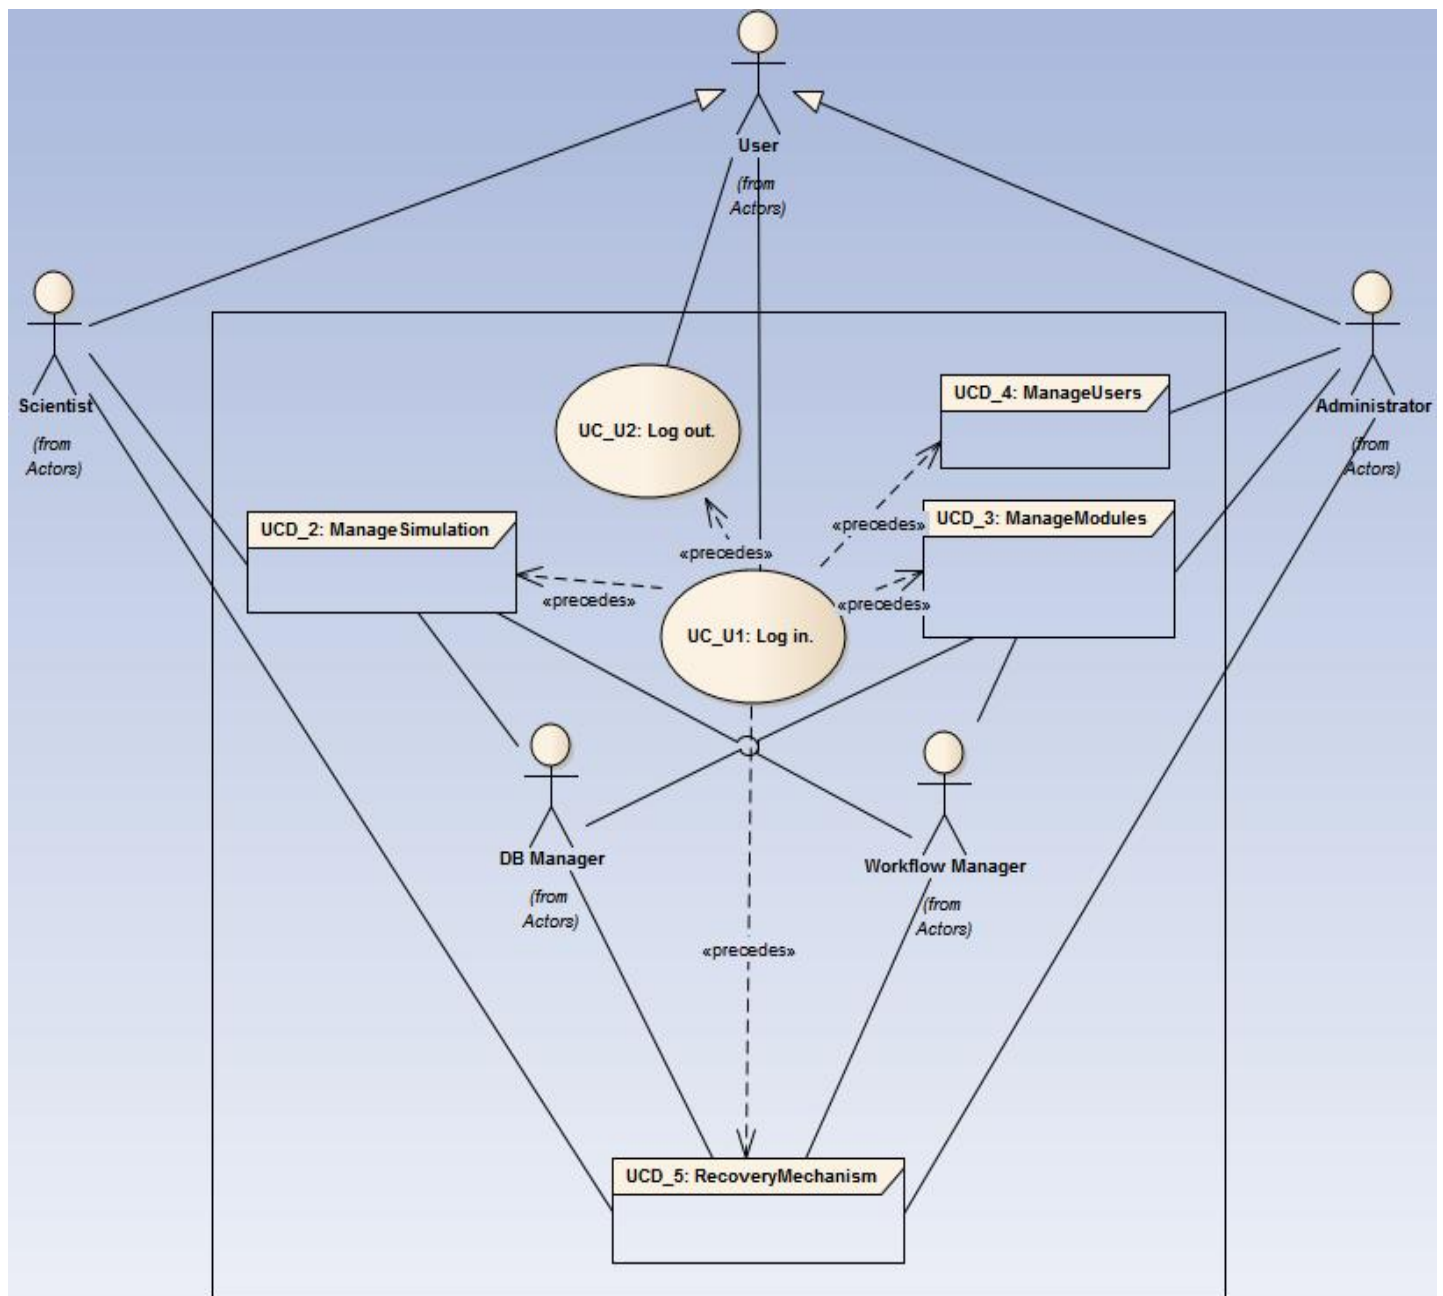 User
(from
Actors)
Scientist
(from
Actors)
Administrator
(from
Actors)
UC_U2: Log out.
UCD_4: ManageUsers
UCD_2: ManageSimulation
«precedes»
UCD_3: ManageModules
«precedes»
«precedes»
«precedes»
UC_U1: Log in.
DB Manager
(from
Actors)
Workflow Manager
(from
Actors)
«precedes»
UCD_5: RecoveryMechanism